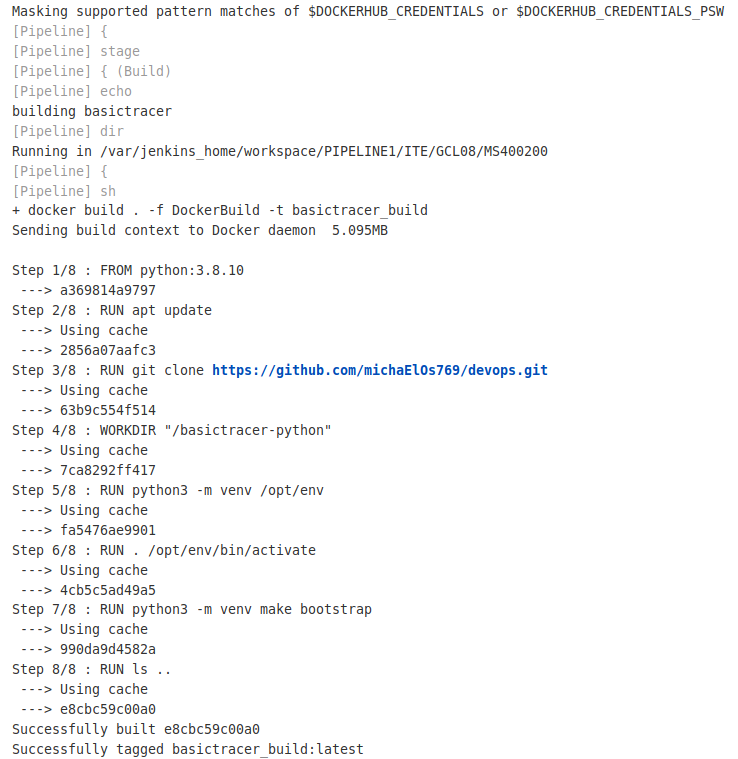 Masking supported pattern matches of $DOCKERHUB_CREDENTIALS or $DOCKERHUB_CREDENTIALS_PSW
[Pipeline] {
[Pipeline] stage
[Pipeline] { (Build)
[Pipeline] echo
building basictracer
[Pipeline] dir
Running in /var/jenkins_home/workspace/PIPELINE1/ITE/GCL08/MS400200
[Pipeline] {
[Pipeline] sh
+ docker build . -f DockerBuild -t basictracer_build
Sending build context to Docker daemon  5.095MB
Step 1/8 : FROM python:3.8.10
 ---> a369814a9797
Step 2/8 : RUN apt update
 ---> Using cache
 ---> 2856a07aafc3
Step 3/8 : RUN git clone https://github.com/michaElOs769/devops.git
 ---> Using cache
 ---> 63b9c554f514
Step 4/8 : WORKDIR "/basictracer-python"
 ---> Using cache
 ---> 7ca8292ff417
Step 5/8 : RUN python3 -m venv /opt/env
 ---> Using cache
 ---> fa5476ae9901
Step 6/8 : RUN . /opt/env/bin/activate
 ---> Using cache
 ---> 4cb5c5ad49a5
Step 7/8 : RUN python3 -m venv make bootstrap
 ---> Using cache
 ---> 990da9d4582a
Step 8/8 : RUN ls ..
 ---> Using cache
 ---> e8cbc59c00a0
Successfully built e8cbc59c00a0
Successfully tagged basictracer_build:latest